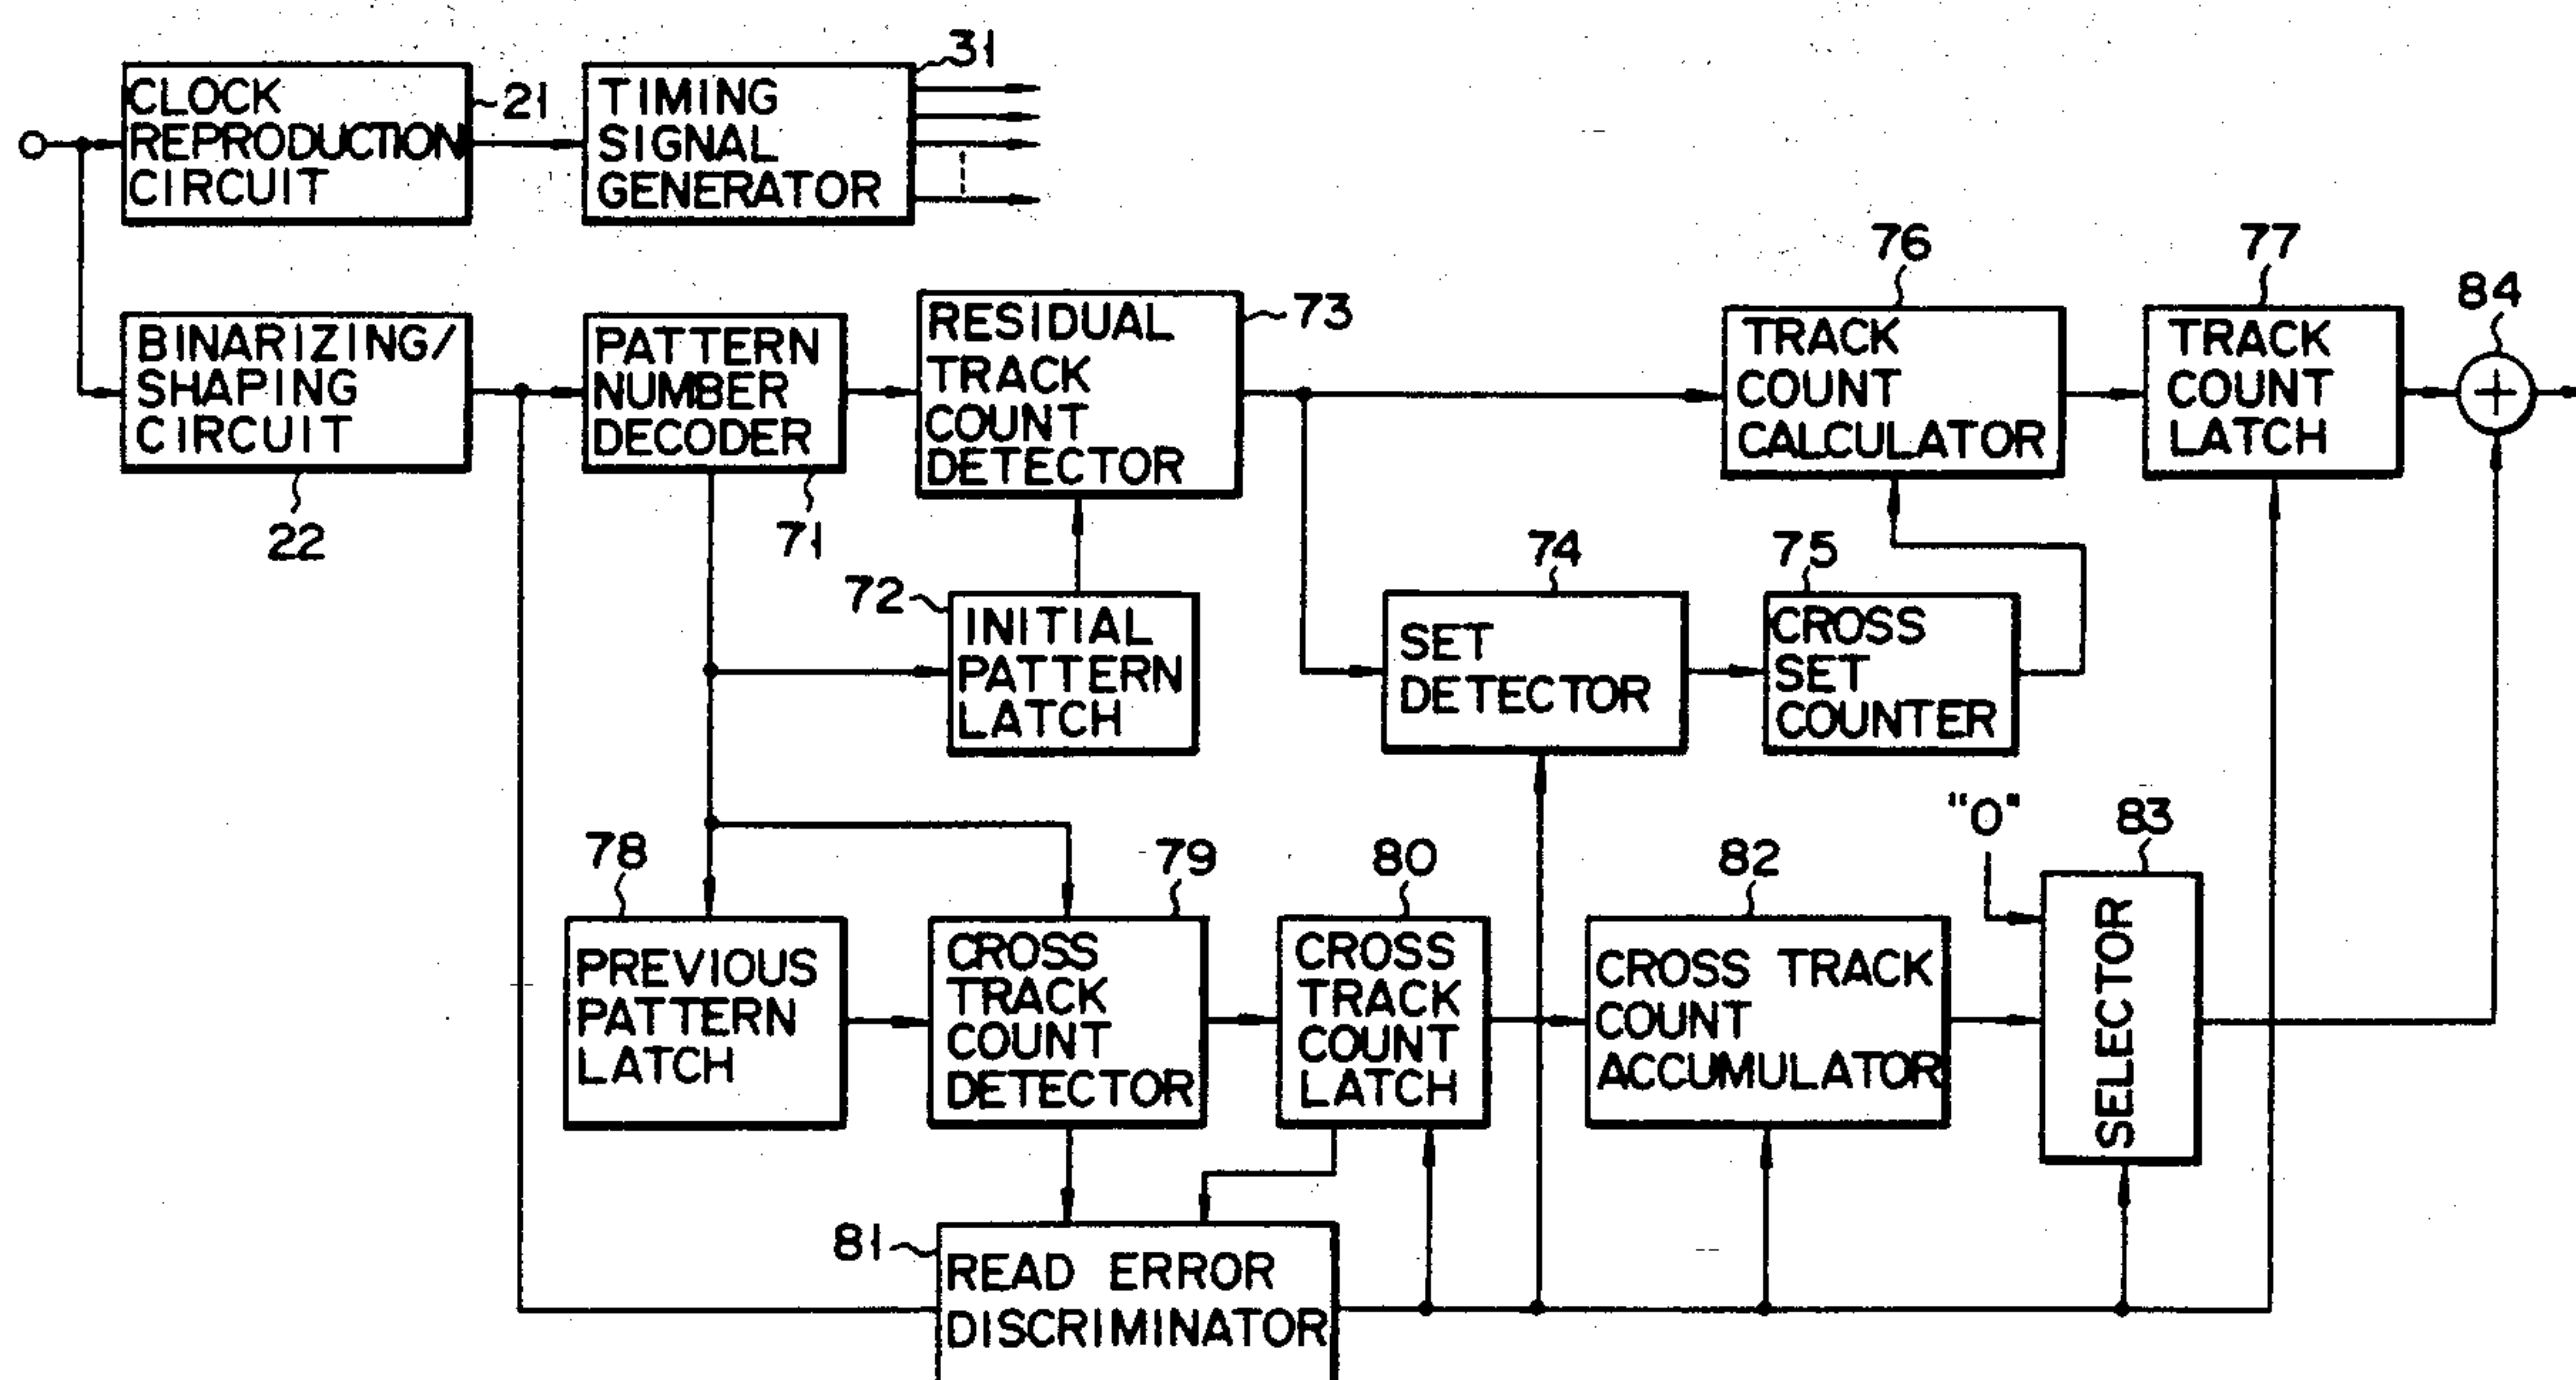 31
CLOCK
REPRODUCTION
CIRCUIT
21
TIMING
SIGNAL
GENERATOR
76
77
84
BINARIZING/
SHAPING
CIRCUIT
22
PATTERN
NUMBER
DECODER
71
RESIDUAL
TRACK
COUNT
DETECTOR
73
TRACK
COUNT
CALCULATOR
TRACK
COUNT
LATCH
+
72
INITIAL
PATTERN
LATCH
74
SET
DETECTOR
75
CROSS
SET
COUNTER
78
PREVIOUS
PATTERN
LATCH
79
CROSS
TRACK
COUNT
DETECTOR
80
CROSS
TRACK
COUNT
LATCH
82
CROSS TRACK
COUNT
ACCUMULATOR
"0"
83
SELECTOR
81
READ ERROR
DISCRIMINATOR